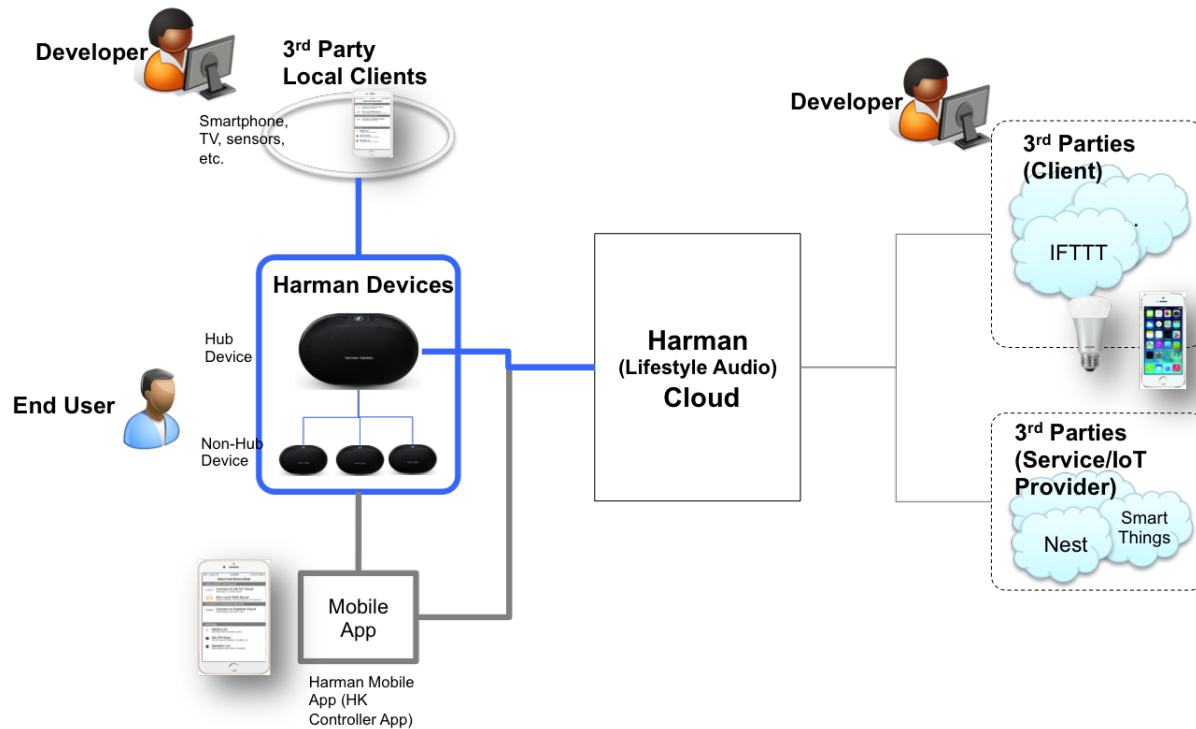 Developer
3rd Party
Local Clients
Smartphone,
TV, sensors,
etc.
Developer
3rd Parties
(Client)
.
IFTTT
Harman Devices
Hub
Device
harman/kardon
Harman
(Lifestyle Audio)
Cloud
End User
Non-Hub
Device
3rd Parties
(Service/IoT
Provider)
Smart
Things
Nest
Mobile
App
Harman Mobile
App (HK
Controller App)